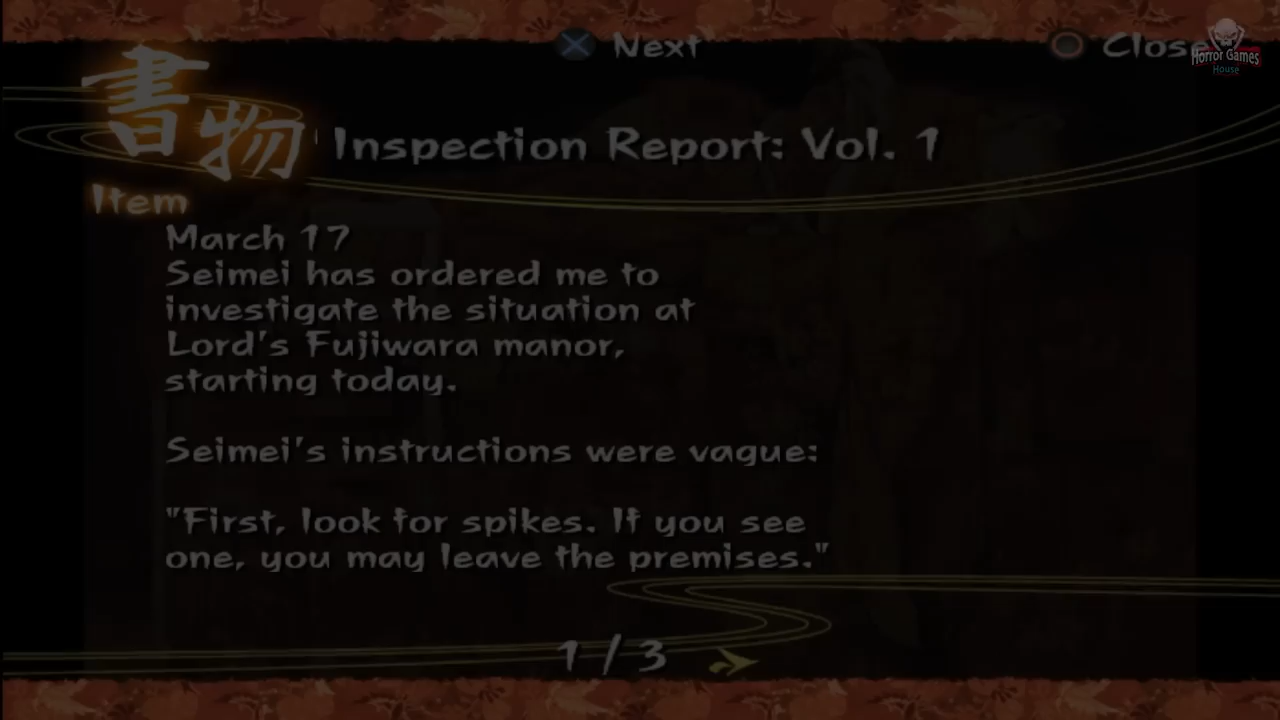 Next
Close
Horror Games
House
書物
Inspection Report: Vol. 1
Item
March 17
Seimei has ordered me to
investigate the situation at
Lord's Fujiwara manor,
starting today.
Seimei's instructions were vague:
"First, look for spikes. If you see
one, you may leave the premises."
1 / 3